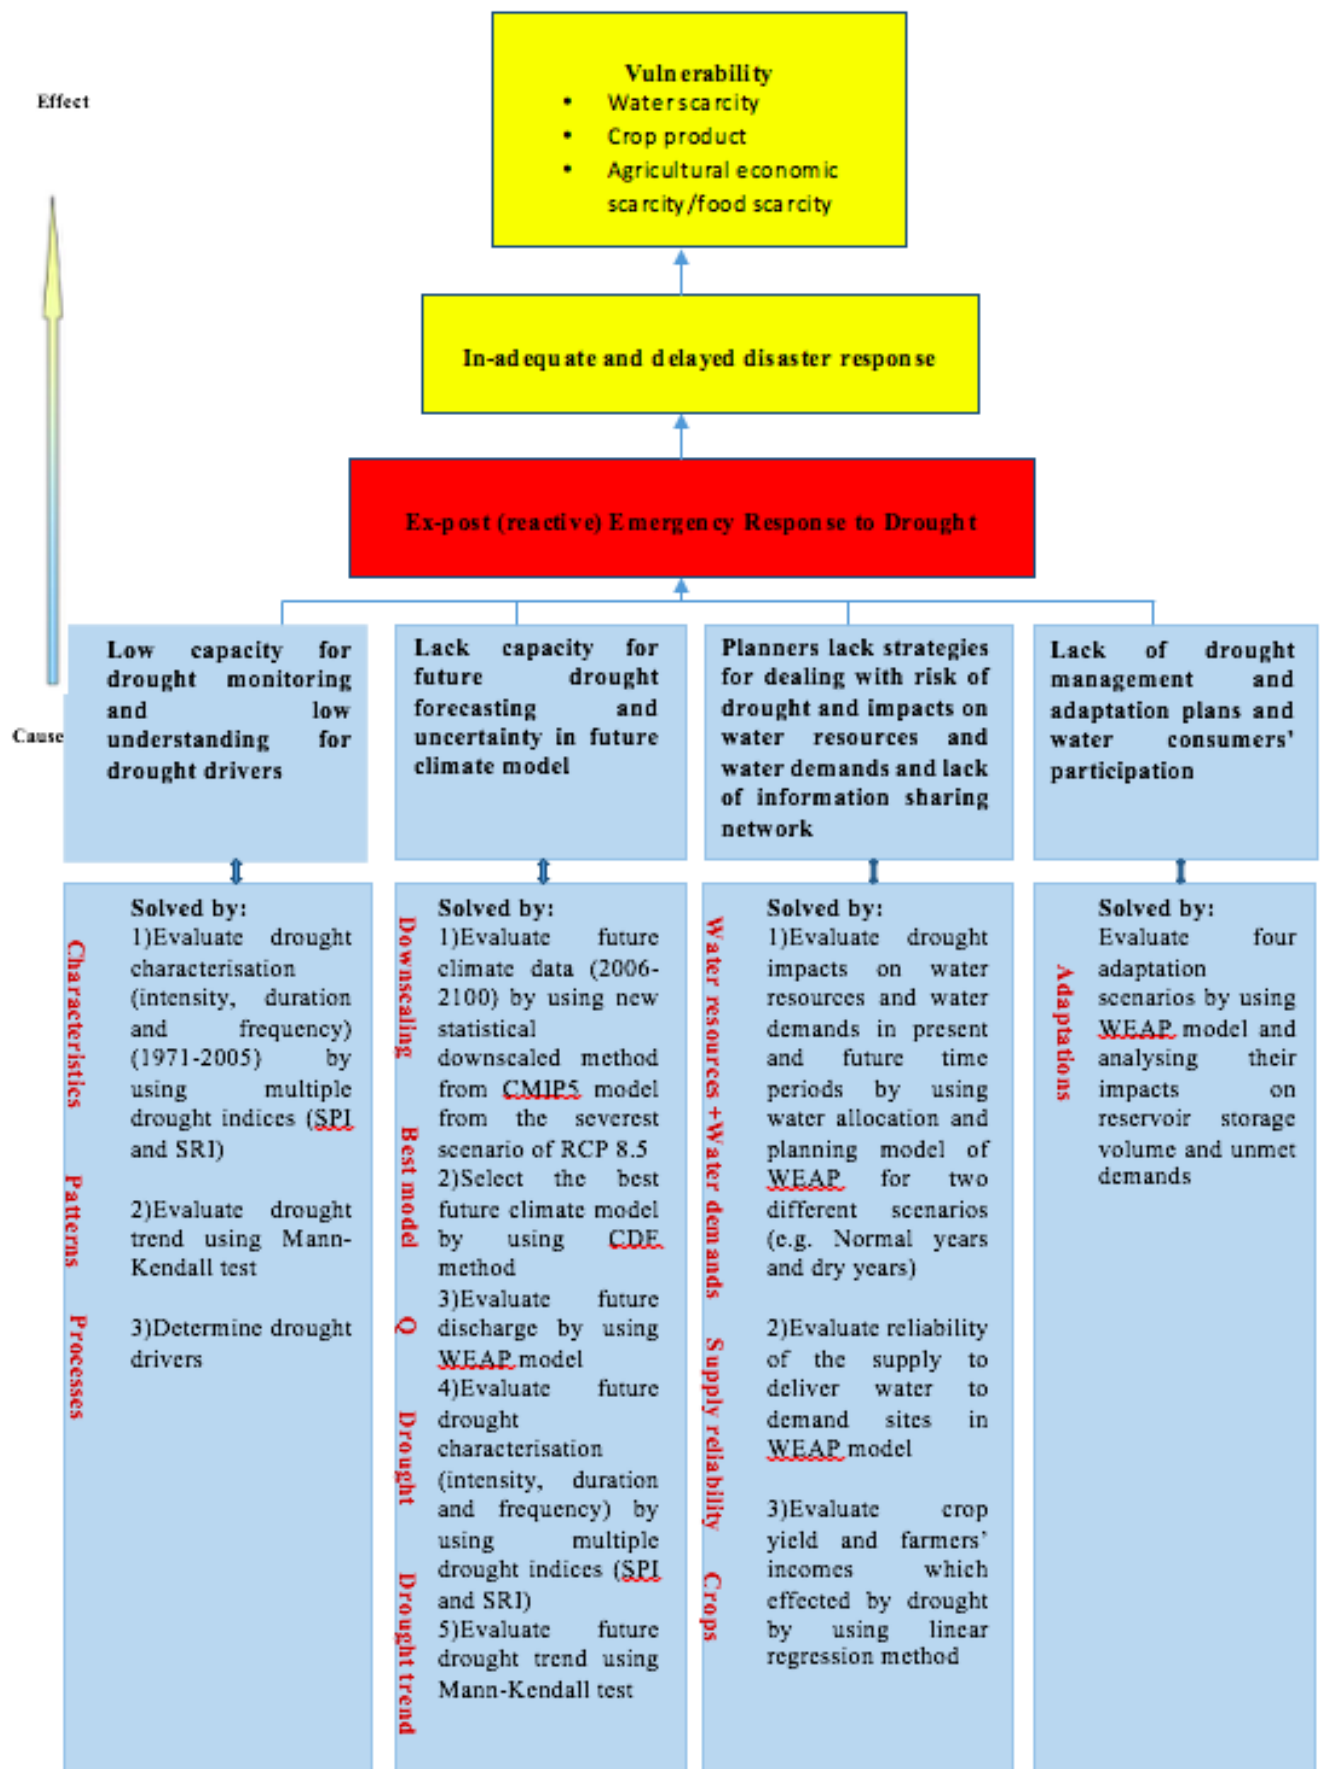 Effect
Vulnerability
• Water scarcity
• Crop product
• Agricultural economic
scarcity/food scarcity
In-adequate and delayed disaster response
Ex-post (reactive) Emergency Response to Drought
Cause
Low capacity for
drought monitoring
and low
understanding for
drought drivers
Lack capacity for
future drought
forecasting and
uncertainty in future
climate model
Planners lack strategies
for dealing with risk of
drought and impacts on
water resources and
water demands and lack
of information sharing
network
Lack of drought
management and
adaptation plans and
water consumers'
participation
Characteristics Patterns Processes
Solved by:
1)Evaluate drought
characterisation
(intensity, duration
and frequency)
(1971-2005) by
using multiple
drought indices (SPI
and SRI)
2)Evaluate drought
trend using Mann-
Kendall test
3)Determine drought
drivers
Downscaling Best model Q Drought Drought trend
Solved by:
1)Evaluate future
climate data (2006-
2100) by using new
statistical
downscaled method
from CMIP5 model
from the severest
scenario of RCP 8.5
2)Select the best
future climate model
by using CDF
method
3)Evaluate future
discharge by using
WEAP model
4)Evaluate future
drought
characterisation
(intensity, duration
and frequency) by
using multiple
drought indices (SPI
and SRI)
5)Evaluate future
drought trend using
Mann-Kendall test
Water resources +Water demands Supply reliability Crops
Solved by:
1)Evaluate drought
impacts on water
resources and water
demands in present
and future time
periods by using
water allocation and
planning model of
WEAP for two
different scenarios
(e.g. Normal years
and dry years)
2)Evaluate reliability
of the supply to
deliver water to
demand sites in
WEAP model
3)Evaluate crop
yield and farmers'
incomes which
effected by drought
by using linear
regression method
Adaptations
Solved by:
Evaluate four
adaptation
scenarios by using
WEAP model and
analysing their
impacts on
reservoir storage
volume and unmet
demands